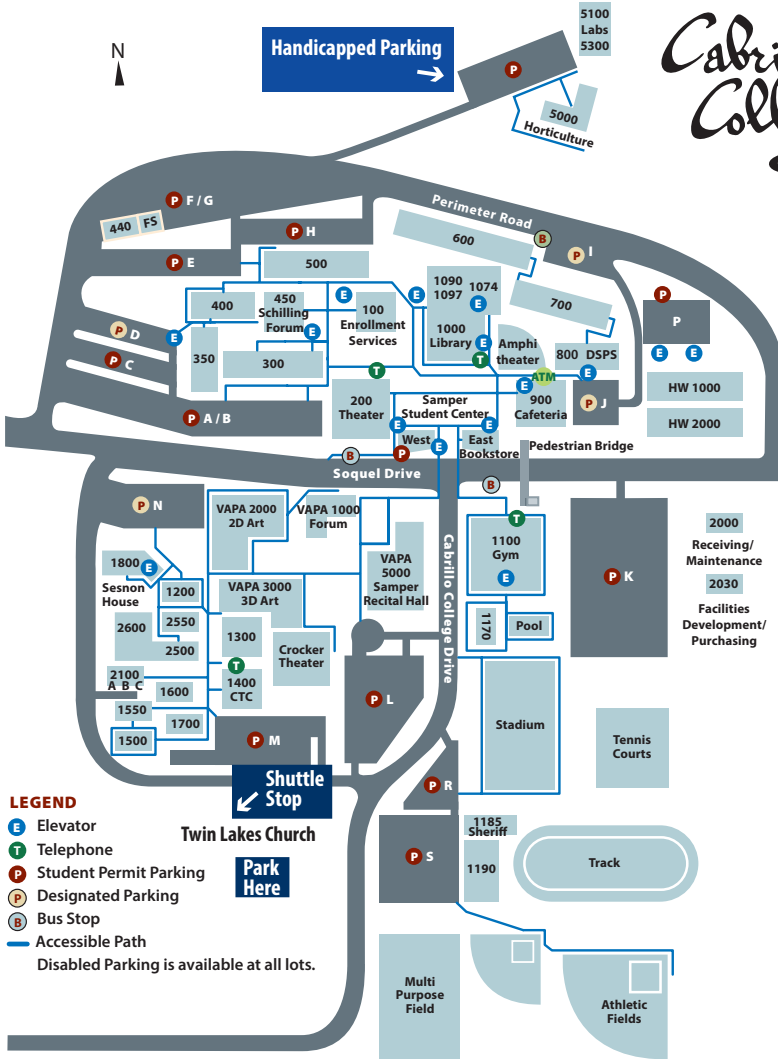 5100
Labs
5300
Handicapped Parking
N
P
5000
Horticulture
P F / G
440 FS
Perimeter Road
P H
600
B
P I
P E
500
1090 1074
1097
E
700
P
P
400
450
Schilling
Forum
E
100
Enrollment
Services
E
E
P D
E
1000
Library
E
T
Amphi
theater
800 DSPS
E
E E
P C
350
300
E
T
ATM
HW 1000
P A / B
200
Theater
Samper
Student Center
E
900
Cafeteria
P J
HW 2000
E
West
E
E
East
Bookstore
Pedestrian Bridge
B
P
Soquel Drive
B
P N
VAPA 2000
2D Art
VAPA 1000
Forum
T
1100
Gym
E
2000
Receiving/
Maintenance
1800 E
Sesnon
House
1200
VAPA
5000
Samper
Recital Hall
Cabrillo College Drive
P K
2030
Facilities
Development/
Purchasing
VAPA 3000
3D Art
2600
2550
2500
1300
1170
Pool
Crocker
Theater
T
2100
A B C
1600
1400
CTC
P L
1550
1700
Stadium
Tennis
Courts
1500
P M
Shuttle
Stop
P R
LEGEND
E Elevator
T Telephone
P Student Permit Parking
P Designated Parking
B Bus Stop
Accessible Path
Disabled Parking is available at all lots.
Twin Lakes Church
Park
Here
1185
Sheriff
P S
1190
Track
Multi
Purpose
Field
Athletic
Fields